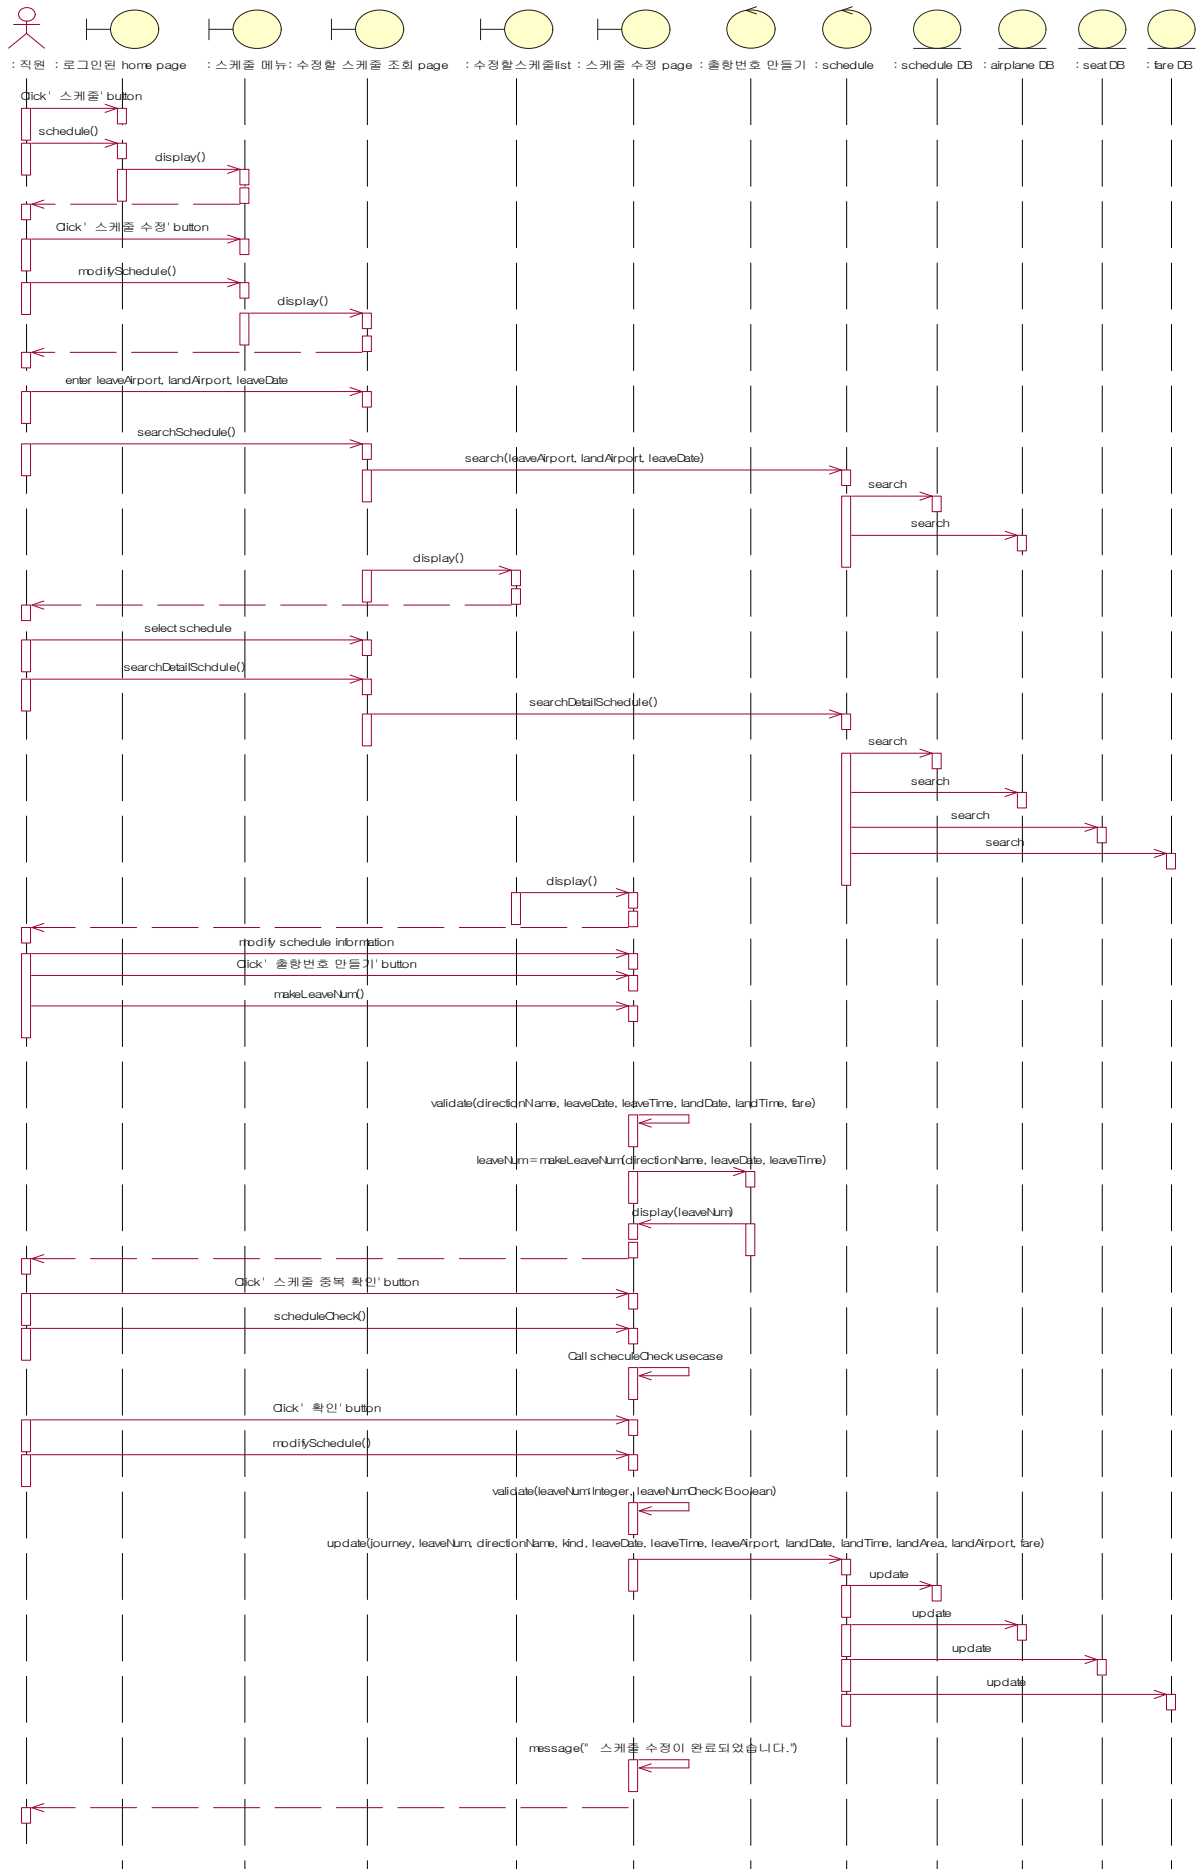 : 직원 : 로그인된 home page : 스케줄 메뉴 : 수정할 스케줄 조회 page : 수정할스케줄list : 스케줄 수정 page : 출항번호 만들기 : schedule : schedule DB : airplane DB : seat DB : fare DB
Click ' 스케줄' button
schedule()
display()
Click ' 스케줄 수정' button
modifySchedule()
display()
enter leaveAirport, landAirport, leaveDate
searchSchedule()
search(leaveAirport, landAirport, leaveDate)
search
search
display()
select schedule
searchDetailSchdule()
searchDetailSchedule()
search
search
search
search
display()
modify schedule information
Click ' 출항번호 만들기' button
makeLeaveNum()
validate(directionName, leaveDate, leaveTime, landDate, landTime, fare)
leaveNum = makeLeaveNum(directionName, leaveDate, leaveTime)
display(leaveNum)
Click ' 스케줄 중복 확인' button
scheduleCheck()
Call scheculeCheck usecase
Click ' 확인' button
modifySchedule()
validate(leaveNum:Integer, leaveNumCheck:Boolean)
update(journey, leaveNum, directionName, kind, leaveDate, leaveTime, leaveAirport, landDate, landTime, landArea, landAirport, fare)
update
update
update
update
message(" 스케줄 수정이 완료되었습니다.")